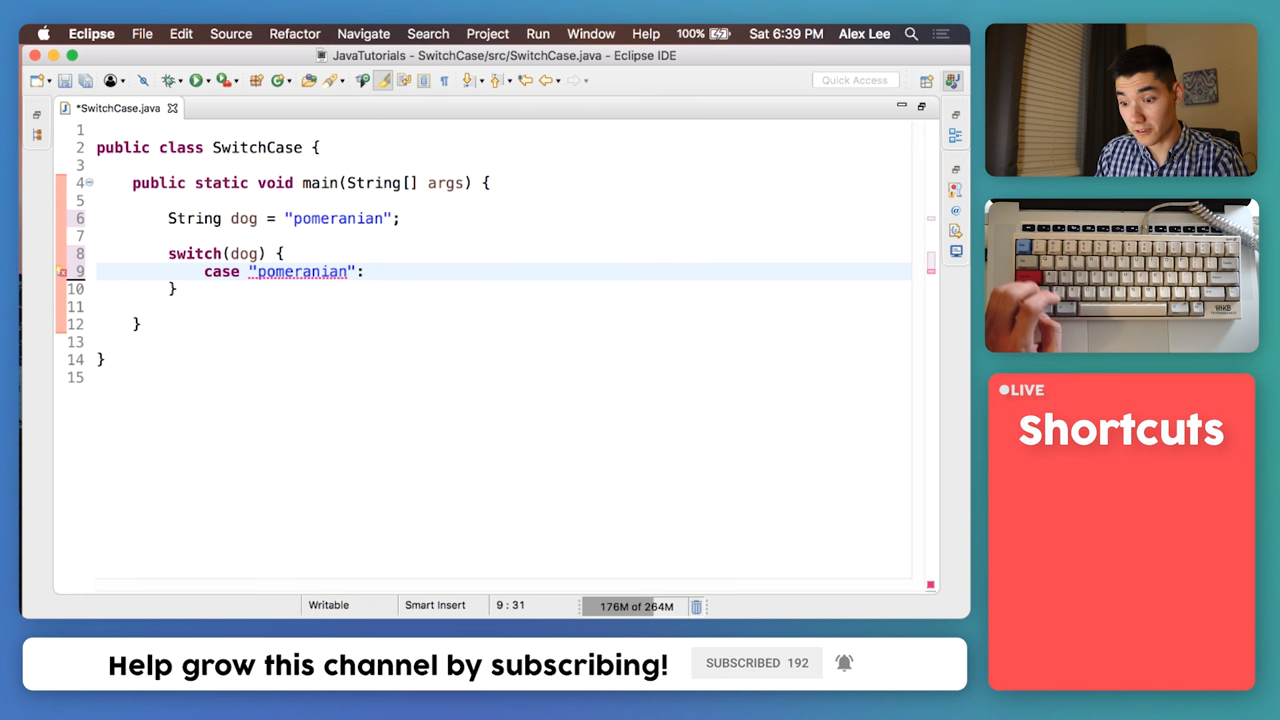 Eclipse File Edit Source Refactor Navigate Search Project Run Window Help 100% Sat 6:39 PM Alex Lee
JavaTutorials - SwitchCase/src/SwitchCase.java - Eclipse IDE
Quick Access
*SwitchCase.java
1
2 public class SwitchCase {
3
4 public static void main(String[] args) {
5
6 String dog = "pomeranian";
7
8 switch(dog) {
9 case "pomeranian":
10 }
11
12 }
13
14 }
15
Writable Smart Insert 9 : 31 176M of 264M
LIVE
Shortcuts
Help grow this channel by subscribing! SUBSCRIBED 192